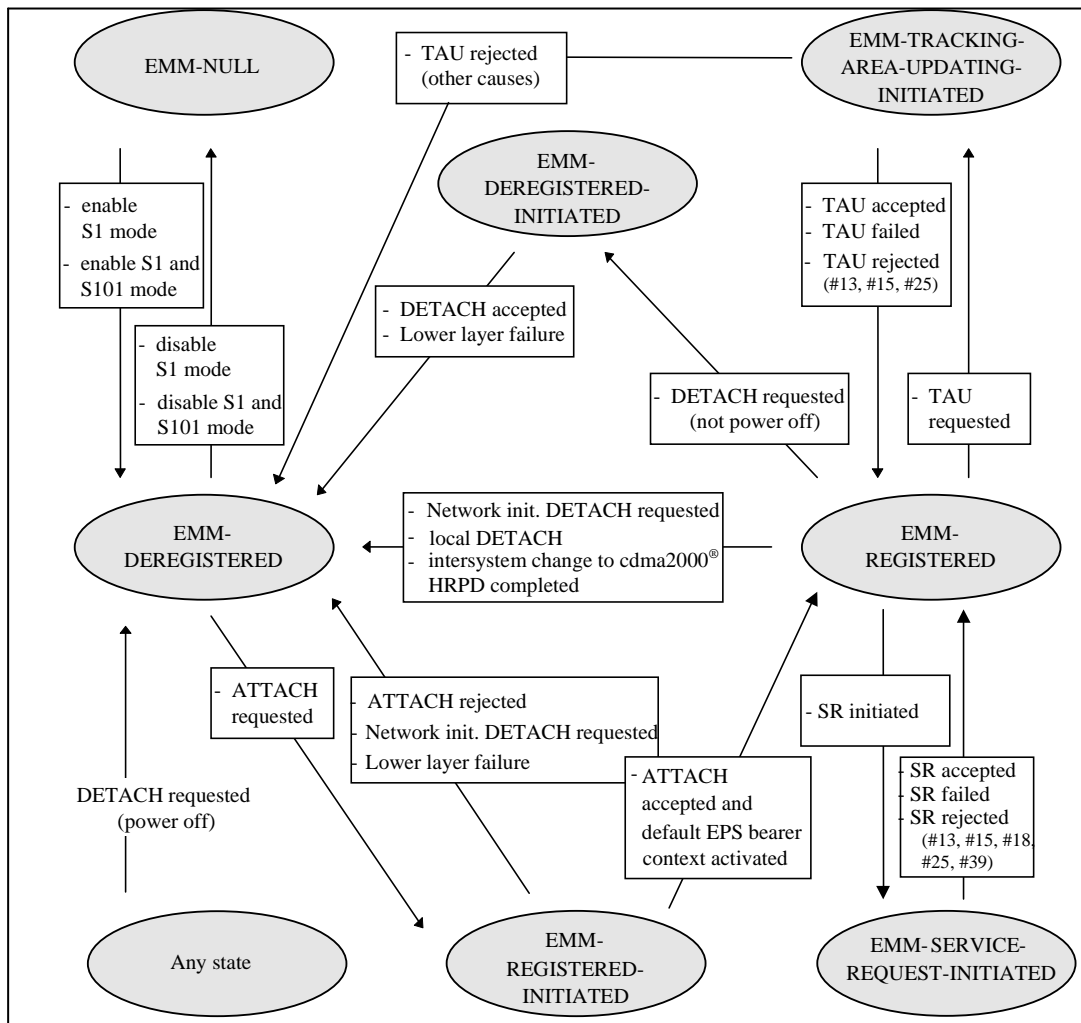 EMM-NULL
- TAU rejected
(other causes)
EMM-TRACKING-
AREA-UPDATING-
INITIATED
EMM-
DEREGISTERED-
INITIATED
- enable
S1 mode
- enable S1 and
S101 mode
- disable
S1 mode
- disable S1 and
S101 mode
- DETACH accepted
- Lower layer failure
- TAU accepted
- TAU failed
- TAU rejected
(#13, #15, #25)
- DETACH requested
(not power off)
- TAU
requested
EMM-
DEREGISTERED
- Network init. DETACH requested
- local DETACH
- intersystem change to cdma2000®
HRPD completed
EMM-
REGISTERED
- ATTACH
requested
- ATTACH rejected
- Network init. DETACH requested
- Lower layer failure
- SR initiated
DETACH requested
(power off)
- ATTACH
accepted and
default EPS bearer
context activated
- SR accepted
- SR failed
- SR rejected
(#13, #15, #18,
#25, #39)
Any state
EMM-
REGISTERED-
INITIATED
EMM-SERVICE-
REQUEST-INITIATED